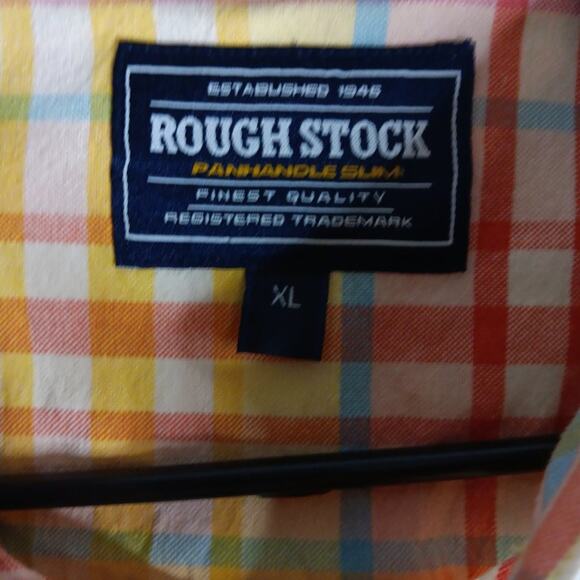 ESTABLISHED 1946
ROUGH STOCK
PANHANDLE SLIM
FINEST QUALITY
REGISTERED TRADEMARK
XL